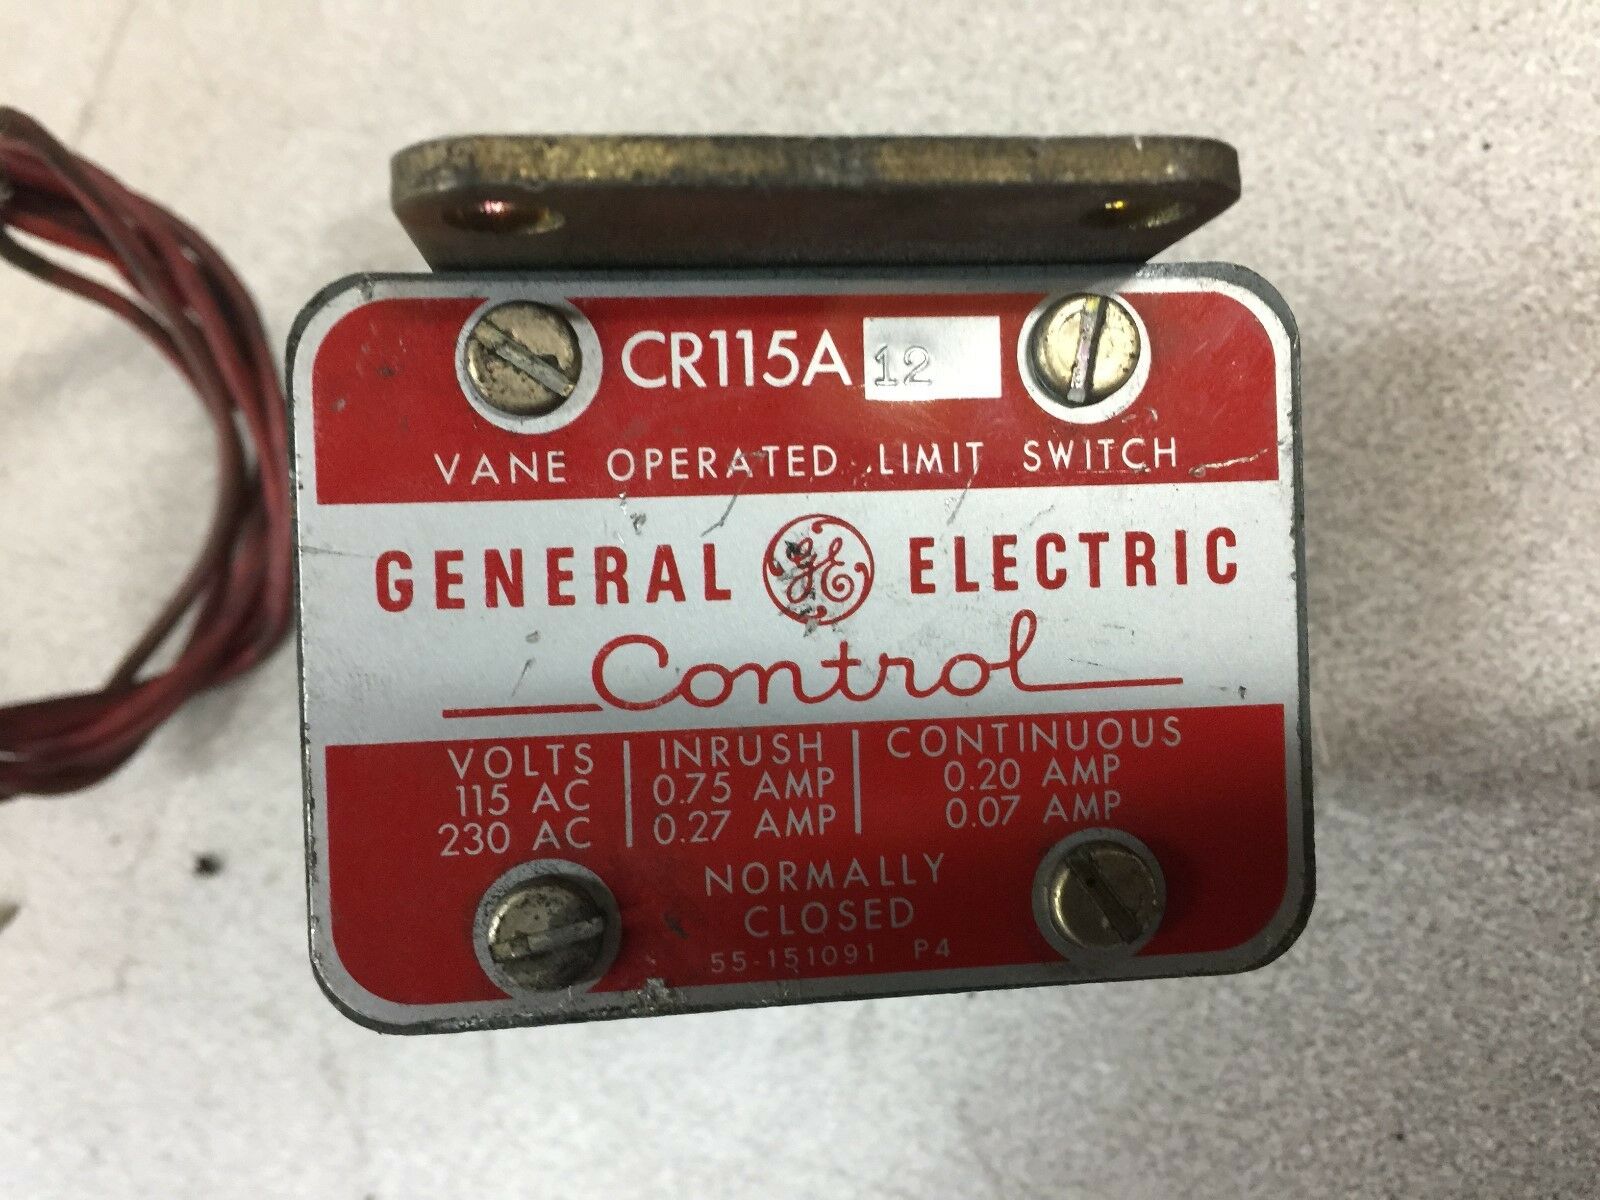 CR115A 12
VANE OPERATED LIMIT SWITCH
GENERAL GE ELECTRIC
Control
VOLTS INRUSH CONTINUOUS
115 AC 0.75 AMP 0.20 AMP
230 AC 0.27 AMP 0.07 AMP
NORMALLY
CLOSED
55-151091 P4